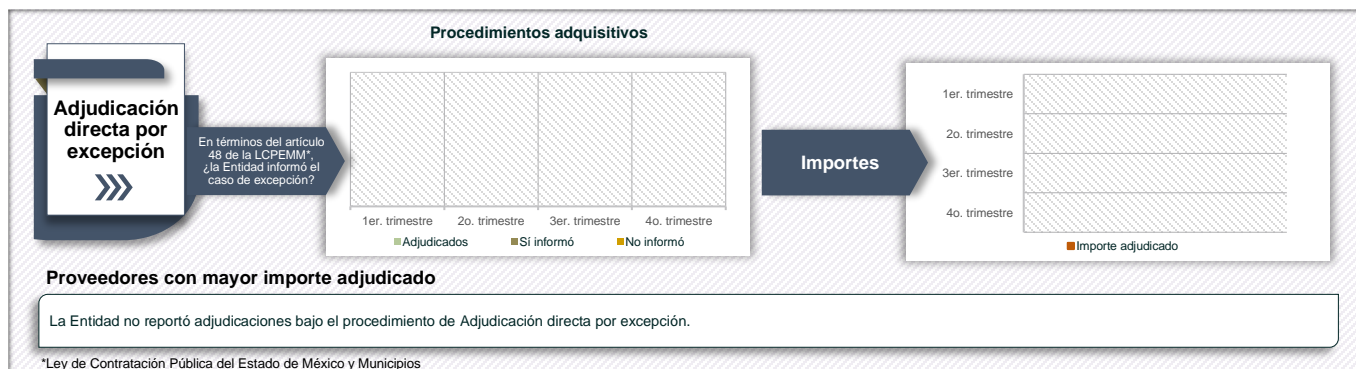 Procedimientos adquisitivos
Adjudicación
directa por
excepción
En términos del artículo
48 de la LCPEMM*,
¿la Entidad informó el
caso de excepción?
1er. trimestre 2o. trimestre 3er. trimestre 4o. trimestre
Adjudicados Sí informó No informó
Importes
1er. trimestre
2o. trimestre
3er. trimestre
4o. trimestre
Importe adjudicado
Proveedores con mayor importe adjudicado
La Entidad no reportó adjudicaciones bajo el procedimiento de Adjudicación directa por excepción.
*Ley de Contratación Pública del Estado de México y Municipios